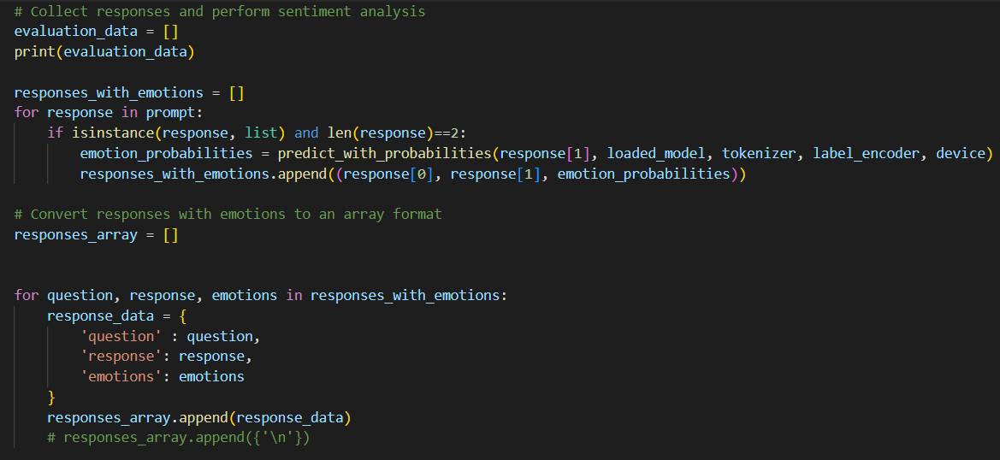 # Collect responses and perform sentiment analysis
evaluation_data = []
print(evaluation_data)

responses_with_emotions = []
for response in prompt:
    if isinstance(response, list) and len(response)==2:
        emotion_probabilities = predict_with_probabilities(response[1], loaded_model, tokenizer, label_encoder, device)
        responses_with_emotions.append((response[0], response[1], emotion_probabilities))

# Convert responses with emotions to an array format
responses_array = []


for question, response, emotions in responses_with_emotions:
    response_data = {
        'question' : question,
        'response': response,
        'emotions': emotions
    }
    responses_array.append(response_data)
    # responses_array.append({'\n'})